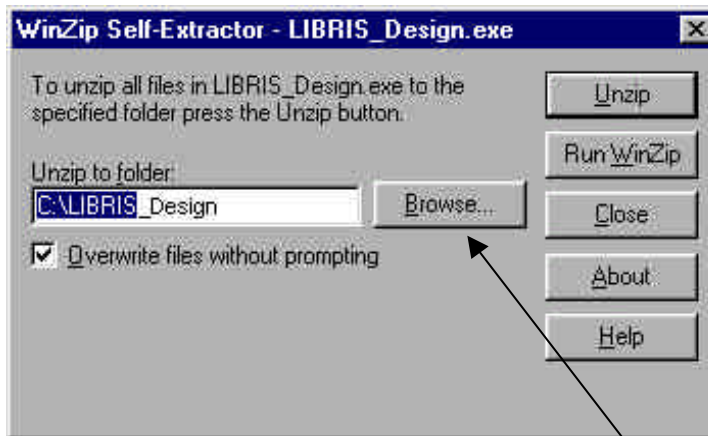 WinZip Self-Extractor - LIBRIS_Design.exe
To unzip all files in LIBRIS_Design.exe to the
specified folder press the Unzip button.
Unzip to folder:
C:\LIBRIS_Design
Browse...
Overwrite files without prompting
Unzip
Run WinZip
Close
About
Help